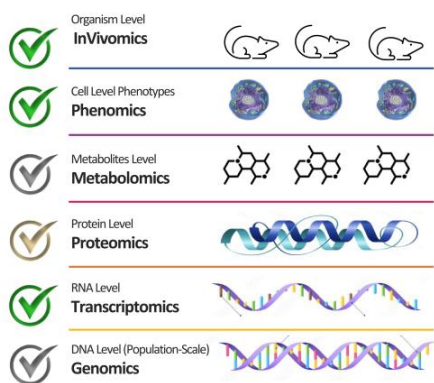 Organism Level
InVivomics
Cell Level Phenotypes
Phenomics
Metabolites Level
Metabolomics
Protein Level
Proteomics
RNA Level
Transcriptomics
DNA Level (Population-Scale)
Genomics